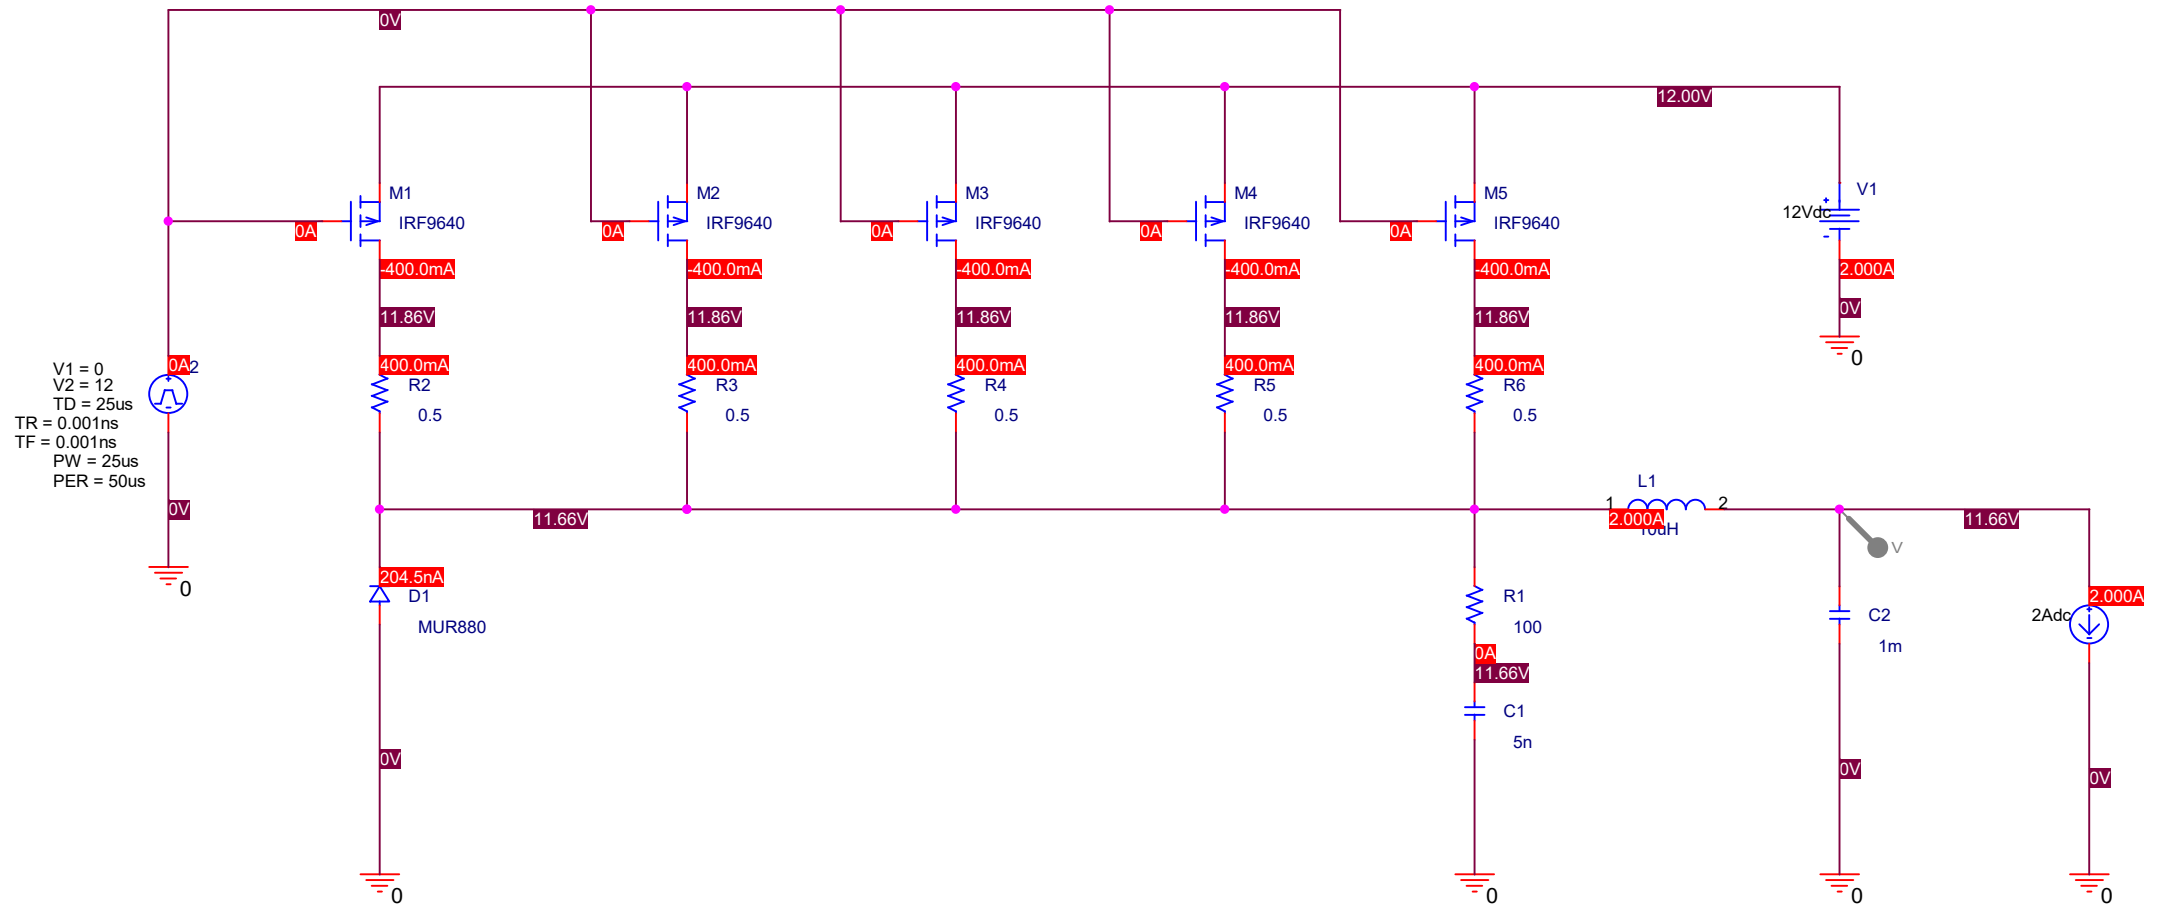 0V
12.00V
M1
IRF9640
0A
-400.0mA
11.86V
400.0mA
R2
0.5
M2
IRF9640
0A
-400.0mA
11.86V
400.0mA
R3
0.5
M3
IRF9640
0A
-400.0mA
11.86V
400.0mA
R4
0.5
M4
IRF9640
0A
-400.0mA
11.86V
400.0mA
R5
0.5
M5
IRF9640
0A
-400.0mA
11.86V
400.0mA
R6
0.5
V1
12Vdc
+
-
2.000A
0V
0
0A
2
V1 = 0
V2 = 12
TD = 25us
TR = 0.001ns
TF = 0.001ns
PW = 25us
PER = 50us
0V
0
11.66V
L1
1
2
2.000A
10uH
V
11.66V
204.5nA
D1
MUR880
0V
0
R1
100
0A
11.66V
C1
5n
0
C2
1m
0V
0
2.000A
2Adc
0V
0